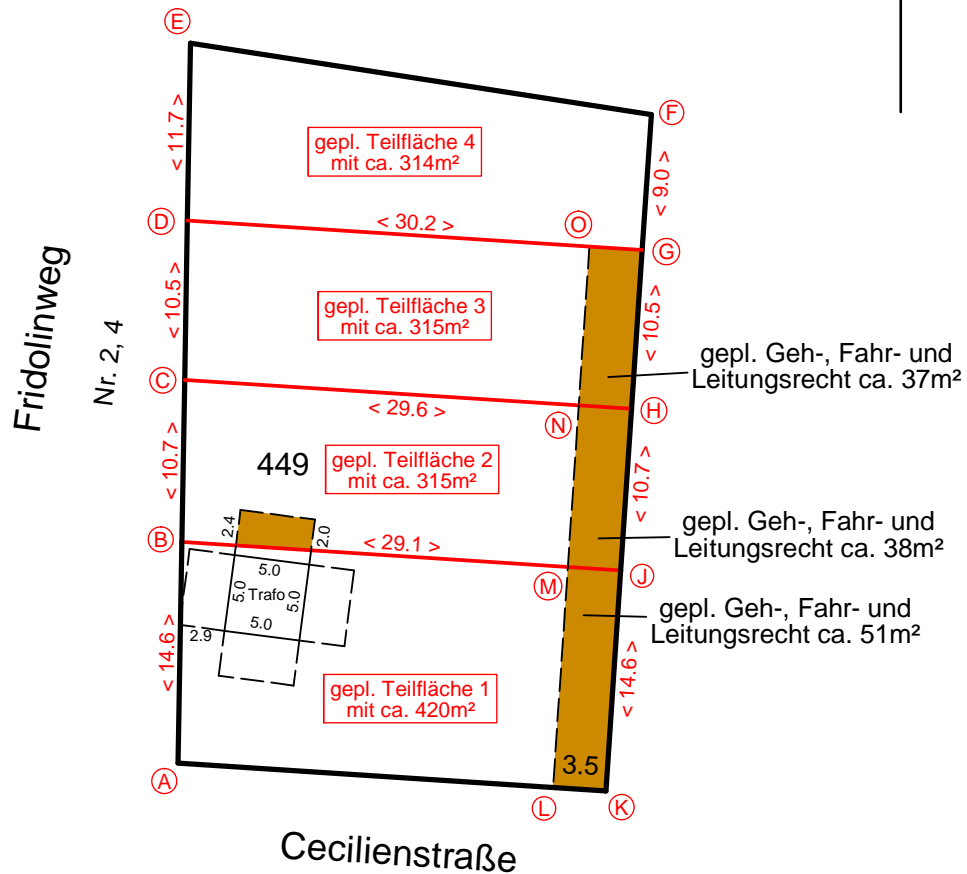 E
F
< 11.7 >
gepl. Teilfläche 4
mit ca. 314m²
< 9.0 >
D
< 30.2 >
O
G
Fridolinweg
Nr. 2, 4
< 10.5 >
gepl. Teilfläche 3
mit ca. 315m²
< 10.5 >
gepl. Geh-, Fahr- und
Leitungsrecht ca. 37m²
C
< 29.6 >
N
H
< 10.7 >
449
gepl. Teilfläche 2
mit ca. 315m²
< 10.7 >
2.4
2.0
gepl. Geh-, Fahr- und
Leitungsrecht ca. 38m²
B
< 29.1 >
M
J
5.0
5.0
Trafo
5.0
5.0
2.9
gepl. Geh-, Fahr- und
Leitungsrecht ca. 51m²
< 14.6 >
gepl. Teilfläche 1
mit ca. 420m²
< 14.6 >
3.5
A
L
K
Cecilienstraße